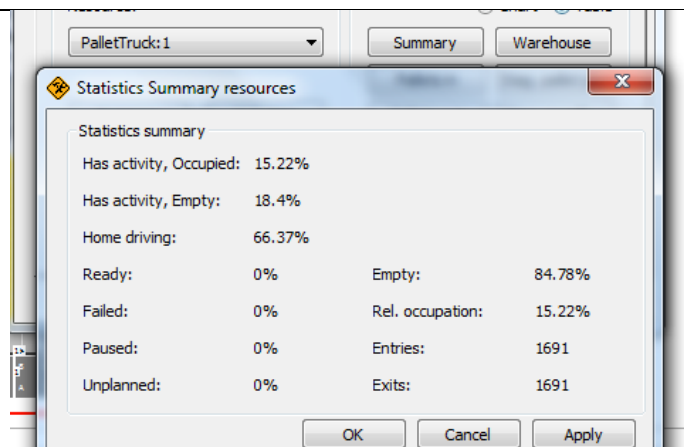 PalletTruck:1
Summary
Warehouse
Statistics Summary resources
Statistics summary
Has activity, Occupied: 15.22%
Has activity, Empty: 18.4%
Home driving: 66.37%
Ready: 0% Empty: 84.78%
Failed: 0% Rel. occupation: 15.22%
Paused: 0% Entries: 1691
Unplanned: 0% Exits: 1691
OK Cancel Apply